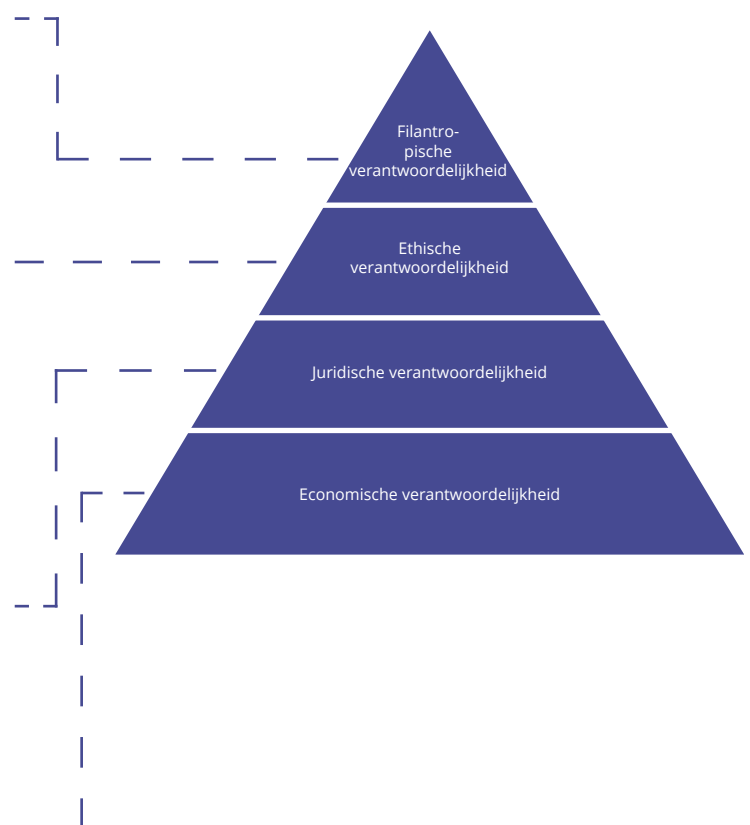 Filantro-
pische
verantwoordelijkheid
Ethische
verantwoordelijkheid
Juridische verantwoordelijkheid
Economische verantwoordelijkheid